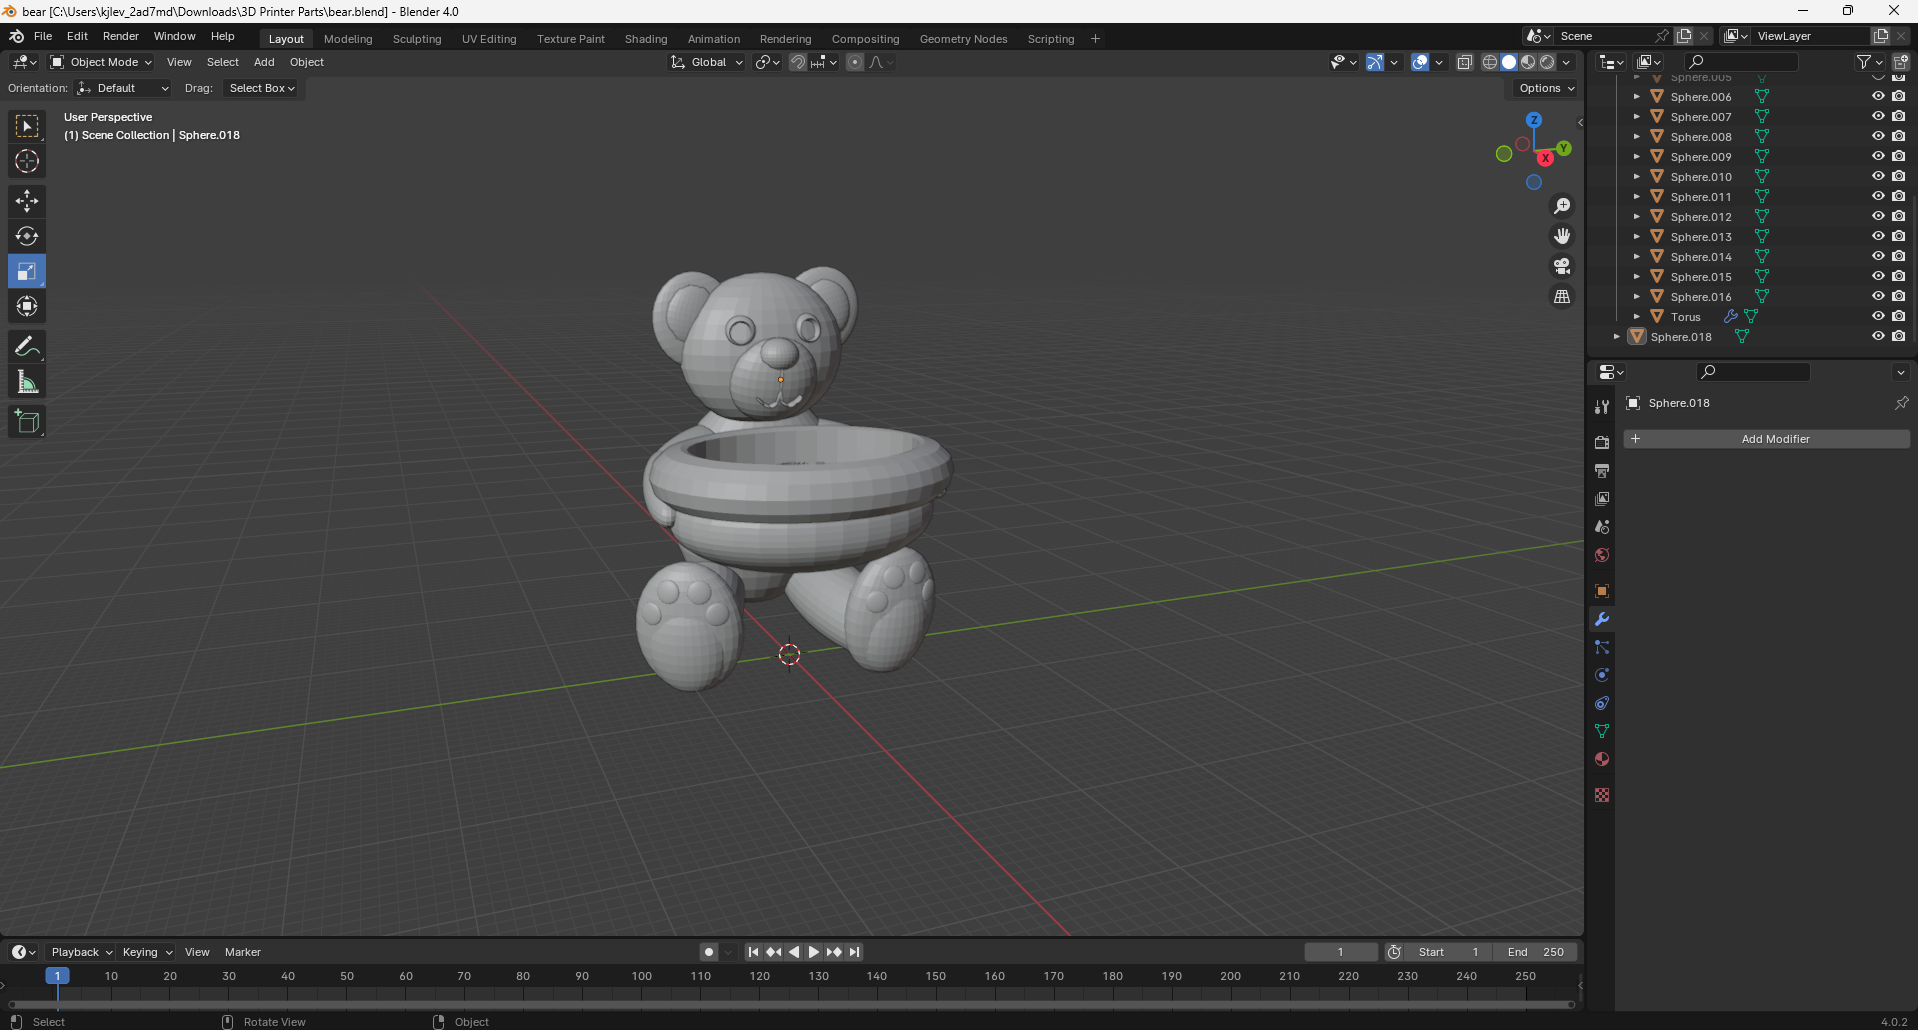 bear [C:\Users\kjlev_2ad7md\Downloads\3D Printer Parts\bear.blend] - Blender 4.0
File Edit Render Window Help Layout Modeling Sculpting UV Editing Texture Paint Shading Animation Rendering Compositing Geometry Nodes Scripting + Scene ViewLayer
Object Mode View Select Add Object Global
Orientation: Default Drag: Select Box Options
User Perspective
(1) Scene Collection | Sphere.018
Z
Y
X
Sphere.005
Sphere.006
Sphere.007
Sphere.008
Sphere.009
Sphere.010
Sphere.011
Sphere.012
Sphere.013
Sphere.014
Sphere.015
Sphere.016
Torus
Sphere.018
Sphere.018
+ Add Modifier
Playback Keying View Marker 1 Start 1 End 250
1 10 20 30 40 50 60 70 80 90 100 110 120 130 140 150 160 170 180 190 200 210 220 230 240 250
Select Rotate View Object 4.0.2